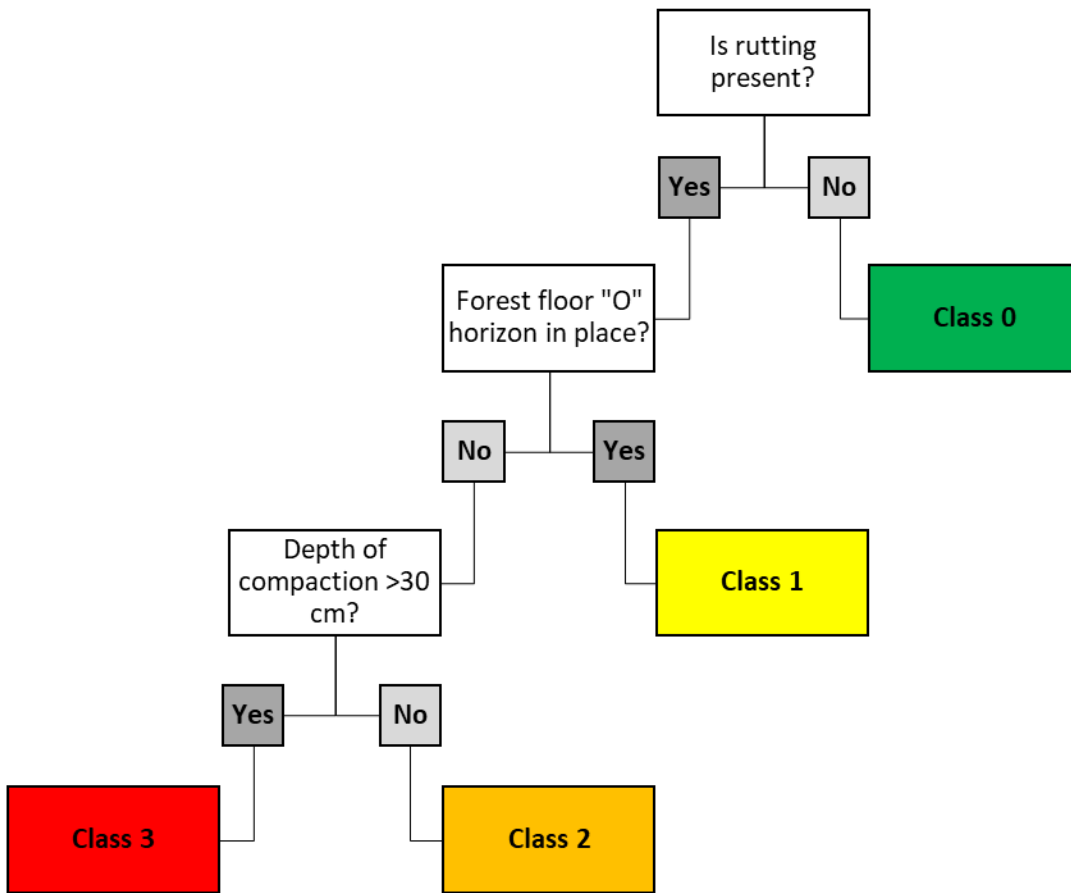 Is rutting
present?
Yes
No
Forest floor "O"
horizon in place?
Class 0
No
Yes
Depth of
compaction >30
cm?
Class 1
Yes
No
Class 3
Class 2